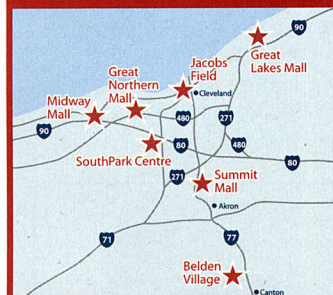 90
Great
Lakes Mall
Jacobs
Field
Cleveland
Great
Northern
Mall
Midway
Mall
90
480
271
80
480
80
SouthPark Centre
271
Summit
Mall
Akron
71
77
Belden
Village
Canton